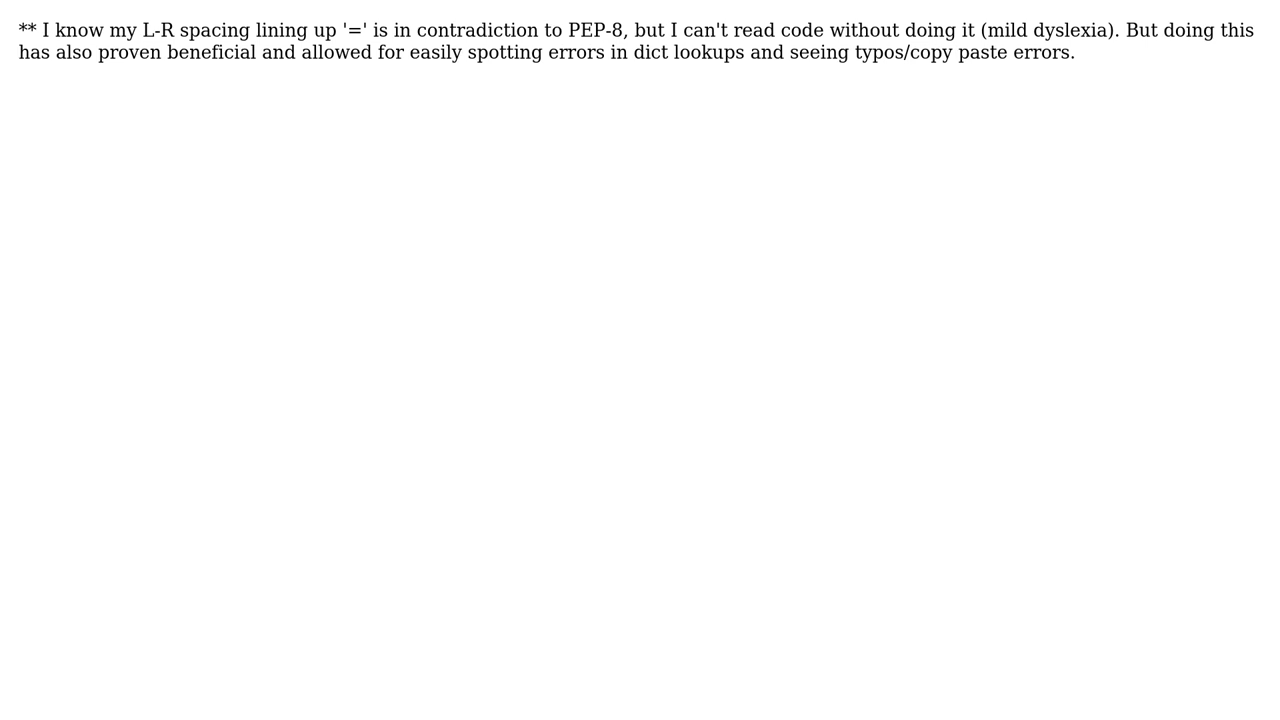 ** I know my L-R spacing lining up '=' is in contradiction to PEP-8, but I can't read code without doing it (mild dyslexia). But doing this
has also proven beneficial and allowed for easily spotting errors in dict lookups and seeing typos/copy paste errors.